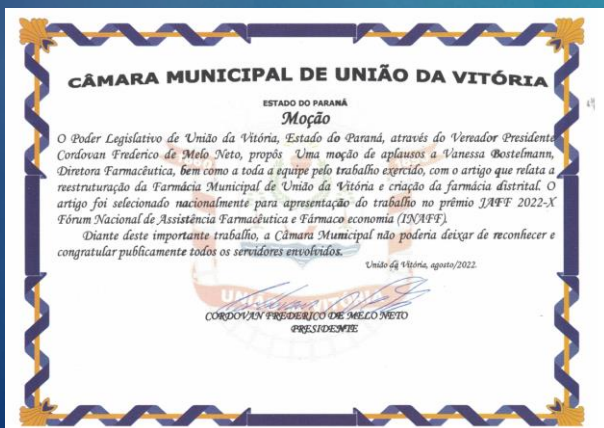 CÂMARA MUNICIPAL DE UNIÃO DA VITÓRIA
ESTADO DO PARANÁ
Moção
O Poder Legislativo de União da Vitória, Estado do Paraná, através do Vereador Presidente
Cordovan Frederico de Melo Neto, propôs Uma moção de aplausos a Vanessa Bostelmann,
Diretora Farmacêutica, bem como a toda a equipe pelo trabalho exercido, com o artigo que relata a
reestruturação da Farmácia Municipal de União da Vitória e criação da farmácia distrital. O
artigo foi selecionado nacionalmente para apresentação do trabalho no prêmio JAFF 2022-X
Fórum Nacional de Assistência Farmacêutica e Fármaco economia (INAFF).
Diante deste importante trabalho, a Câmara Municipal não poderia deixar de reconhecer e
congratular publicamente todos os servidores envolvidos.
União da Vitória, agosto/2022.
CORDOVAN FREDERICO DE MELO NETO
PRESIDENTE